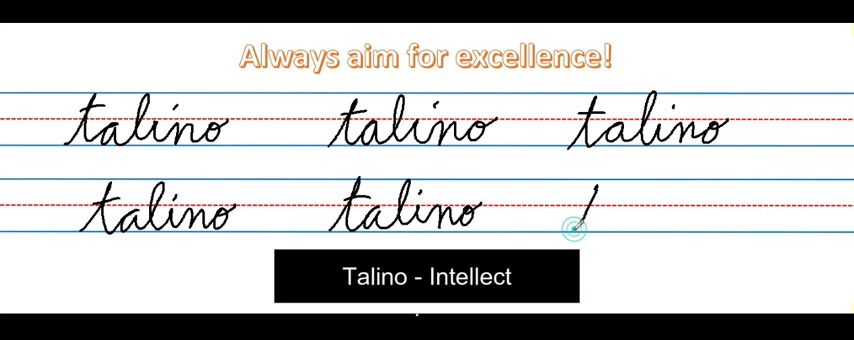 Always aim for excellence!
talino talino talino
talino talino
Talino - Intellect